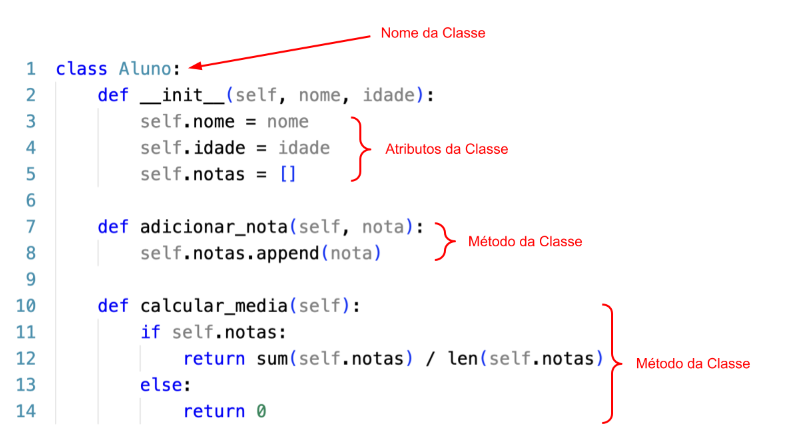 Nome da Classe
1 class Aluno:
2     def __init__(self, nome, idade):
3         self.nome = nome
4         self.idade = idade
Atributos da Classe
5         self.notas = []
6
7     def adicionar_nota(self, nota):
Método da Classe
8         self.notas.append(nota)
9
10     def calcular_media(self):
11         if self.notas:
12             return sum(self.notas) / len(self.notas)
Método da Classe
13         else:
14             return 0